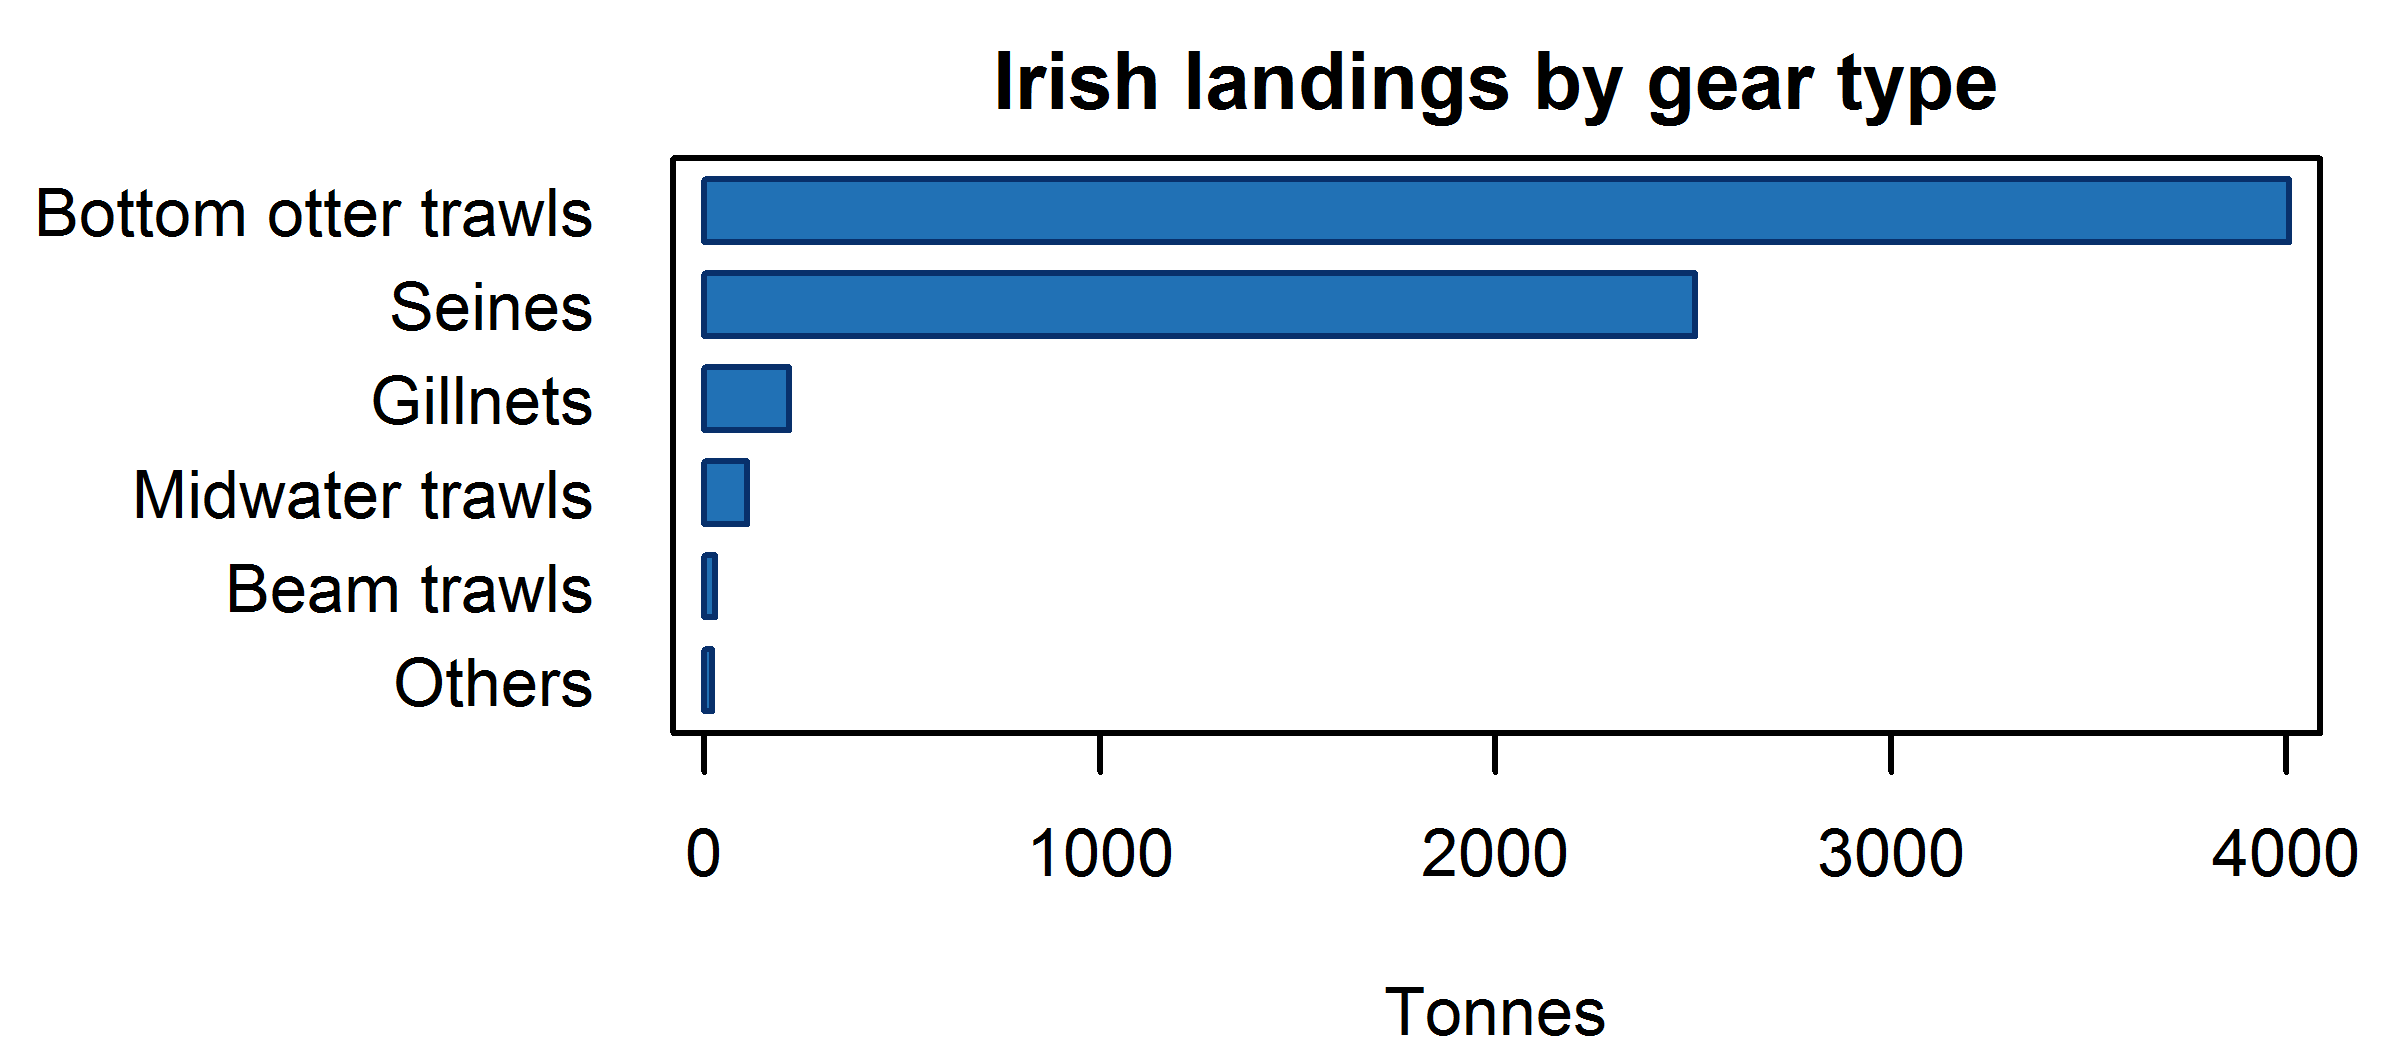 Irish landings by gear type
Bottom otter trawls
Seines
Gillnets
Midwater trawls
Beam trawls
Others
0 1000 2000 3000 4000
Tonnes